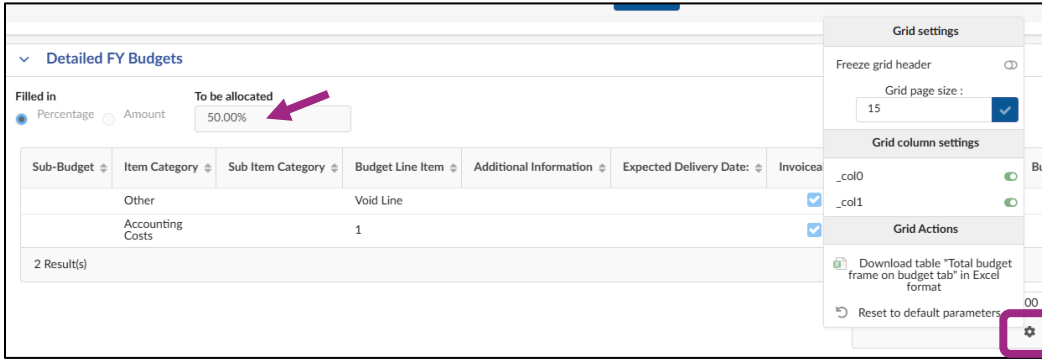 Detailed FY Budgets
Filled in
To be allocated
Percentage
Amount
50.00%
Sub-Budget
Item Category
Sub Item Category
Budget Line Item
Additional Information
Expected Delivery Date:
Invoicea
Bu
Other
Void Line
Accounting
Costs
1
2 Result(s)
Grid settings
Freeze grid header
Grid page size :
15
Grid column settings
_col0
_col1
Grid Actions
Download table "Total budget
frame on budget tab" in Excel
format
Reset to default parameters
00